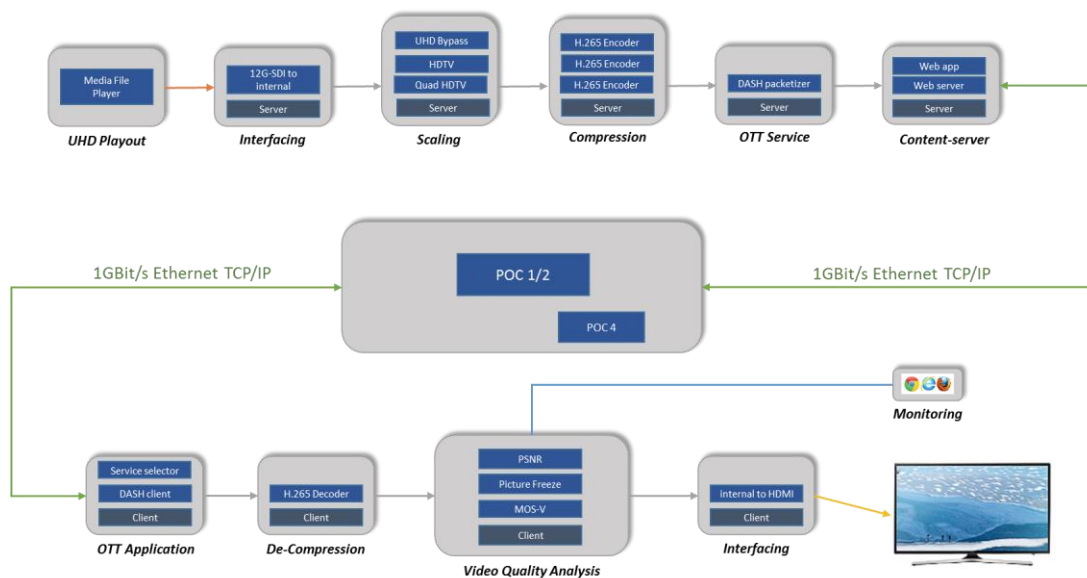 Media File
Player
UHD Playout
12G-SDI to
internal
Server
Interfacing
UHD Bypass
HDTV
Quad HDTV
Server
Scaling
H.265 Encoder
H.265 Encoder
H.265 Encoder
Server
Compression
DASH packetizer
Server
OTT Service
Web app
Web server
Server
Content-server
1GBit/s Ethernet TCP/IP
POC 1/2
POC 4
1GBit/s Ethernet TCP/IP
Monitoring
Service selector
DASH client
Client
OTT Application
H.265 Decoder
Client
De-Compression
PSNR
Picture Freeze
MOS-V
Client
Video Quality Analysis
internal to HDMI
Client
Interfacing